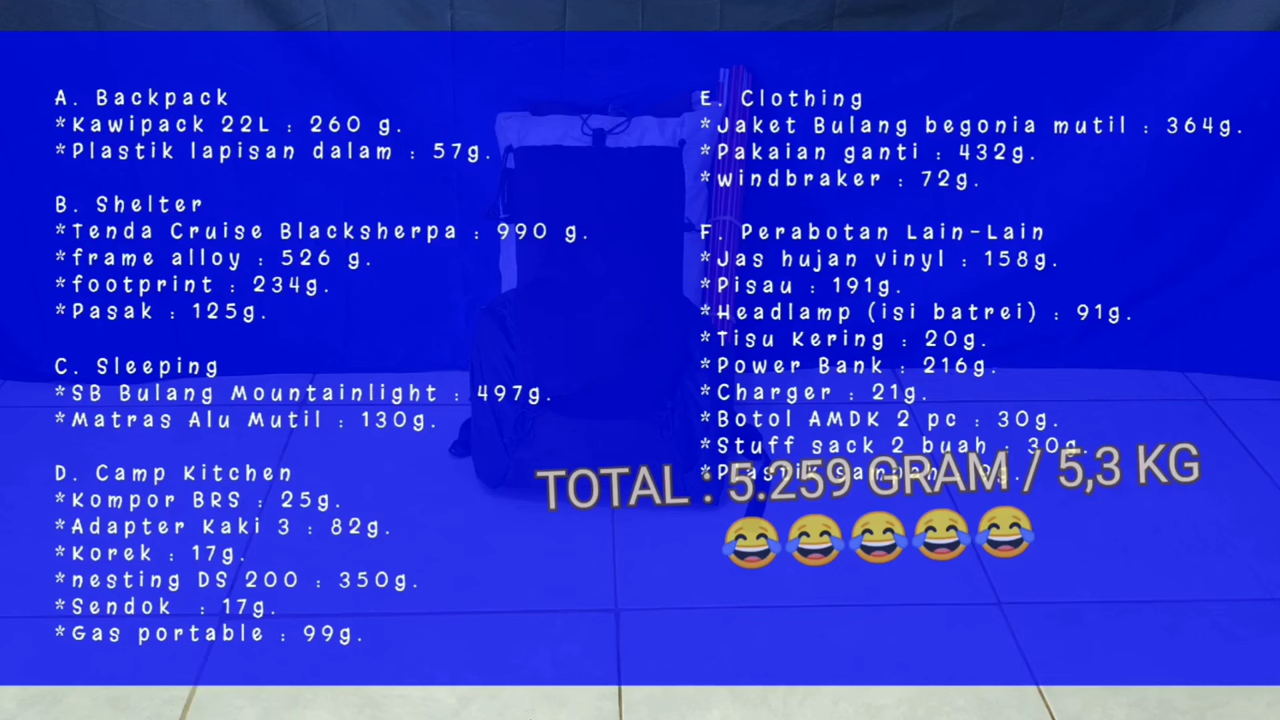 A. Backpack
*Kawipack 22L : 260 g.
*Plastik lapisan dalam : 57g.
B. Shelter
*Tenda Cruise Blacksherpa : 990 g.
*frame alloy : 526 g.
*footprint : 234g.
*Pasak : 125g.
C. Sleeping
*SB Bulang Mountainlight : 497g.
*Matras Alu Mutil : 130g.
D. Camp Kitchen
*Kompor BRS : 25g.
*Adapter Kaki 3 : 82g.
*Korek : 17g.
*nesting DS 200 : 350g.
*Sendok : 17g.
*Gas portable : 99g.
E. Clothing
*Jaket Bulang begonia mutil : 364g.
*Pakaian ganti : 432g.
*windbraker : 72g.
F. Perabotan Lain-Lain
*Jas hujan vinyl : 158g.
*Pisau : 191g.
*Headlamp (isi batrei) : 91g.
*Tisu Kering : 20g.
*Power Bank : 216g.
*Charger : 21g.
*Botol AMDK 2 pc : 30g.
*Stuff sack 2 buah : 30g.
*Plastik sampah :
TOTAL : 5.259 GRAM / 5,3 KG